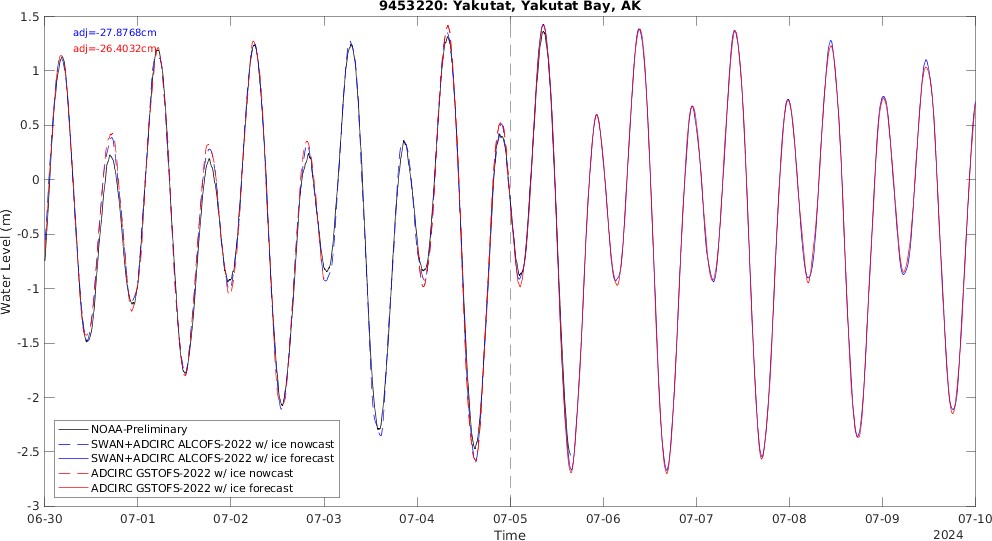 9453220: Yakutat, Yakutat Bay, AK
adj=-27.8768cm
adj=-26.4032cm
1.5
1
0.5
0
-0.5
-1
-1.5
-2
-2.5
-3
Water Level (m)
NOAA-Preliminary
SWAN+ADCIRC ALCOFS-2022 w/ ice nowcast
SWAN+ADCIRC ALCOFS-2022 w/ ice forecast
ADCIRC GSTOFS-2022 w/ ice nowcast
ADCIRC GSTOFS-2022 w/ ice forecast
06-30 07-01 07-02 07-03 07-04 07-05 07-06 07-07 07-08 07-09 07-10
Time
2024